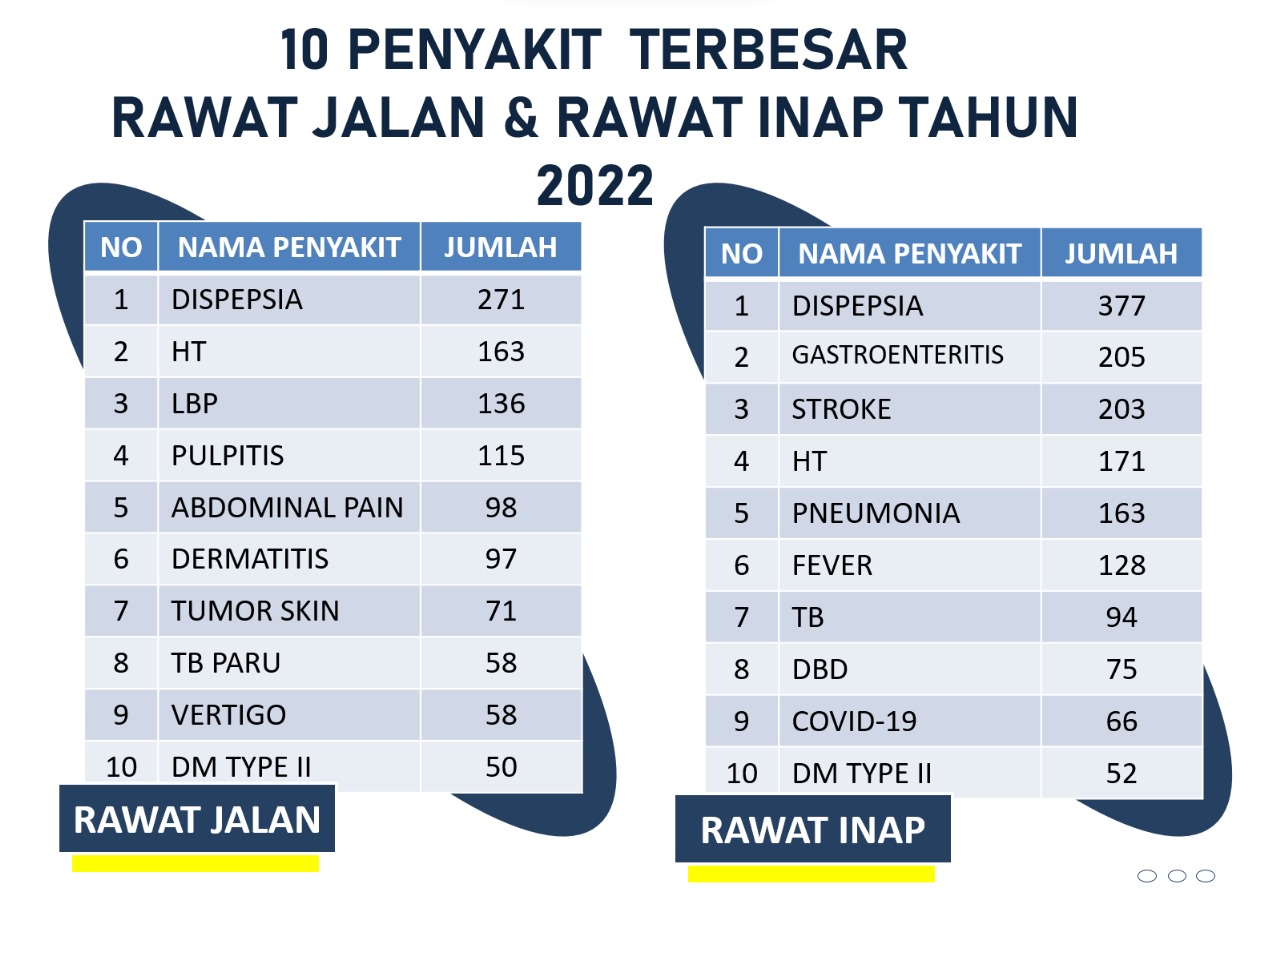 10 PENYAKIT TERBESAR
RAWAT JALAN & RAWAT INAP TAHUN
2022
NO NAMA PENYAKIT JUMLAH
1 DISPEPSIA 271
2 HT 163
3 LBP 136
4 PULPITIS 115
5 ABDOMINAL PAIN 98
6 DERMATITIS 97
7 TUMOR SKIN 71
8 TB PARU 58
9 VERTIGO 58
10 DM TYPE II 50
RAWAT JALAN
NO NAMA PENYAKIT JUMLAH
1 DISPEPSIA 377
2 GASTROENTERITIS 205
3 STROKE 203
4 HT 171
5 PNEUMONIA 163
6 FEVER 128
7 TB 94
8 DBD 75
9 COVID-19 66
10 DM TYPE II 52
RAWAT INAP